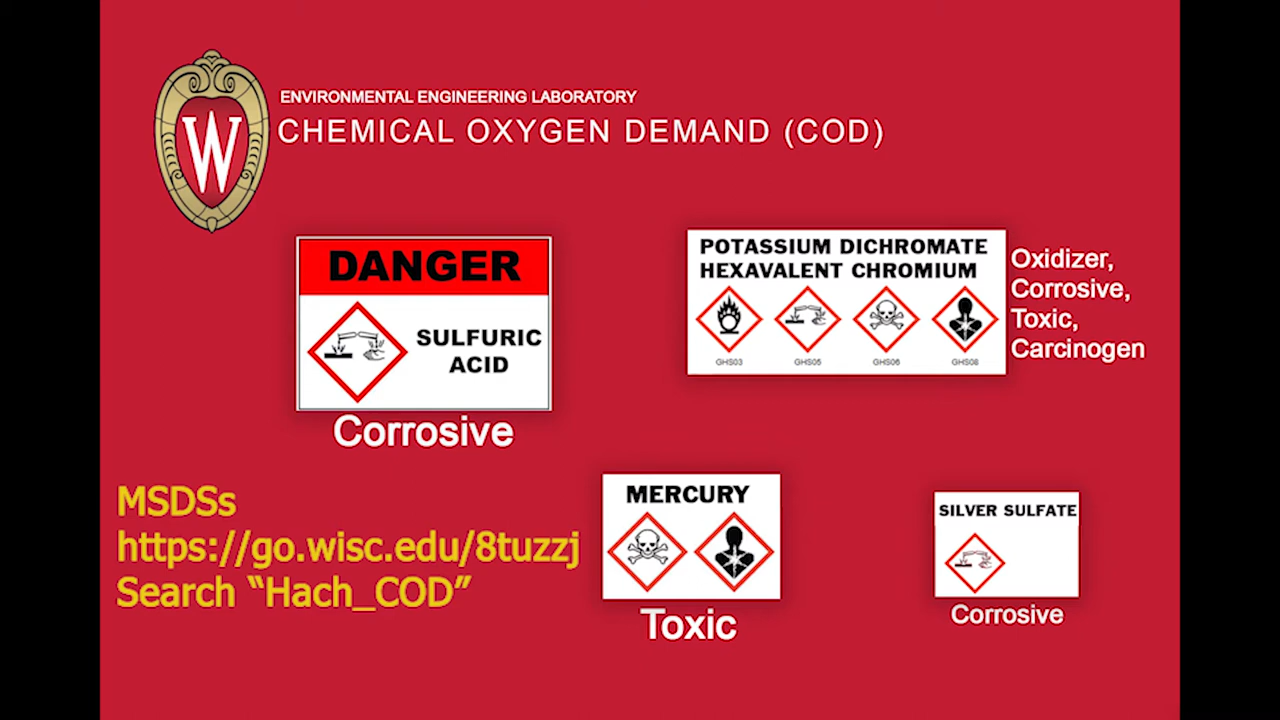 W
ENVIRONMENTAL ENGINEERING LABORATORY
CHEMICAL OXYGEN DEMAND (COD)
DANGER
SULFURIC
ACID
Corrosive
POTASSIUM DICHROMATE
HEXAVALENT CHROMIUM
GHS03 GHS05 GHS06 GHS08
Oxidizer,
Corrosive,
Toxic,
Carcinogen
MSDSs
https://go.wisc.edu/8tuzzj
Search “Hach_COD”
MERCURY
Toxic
SILVER SULFATE
Corrosive